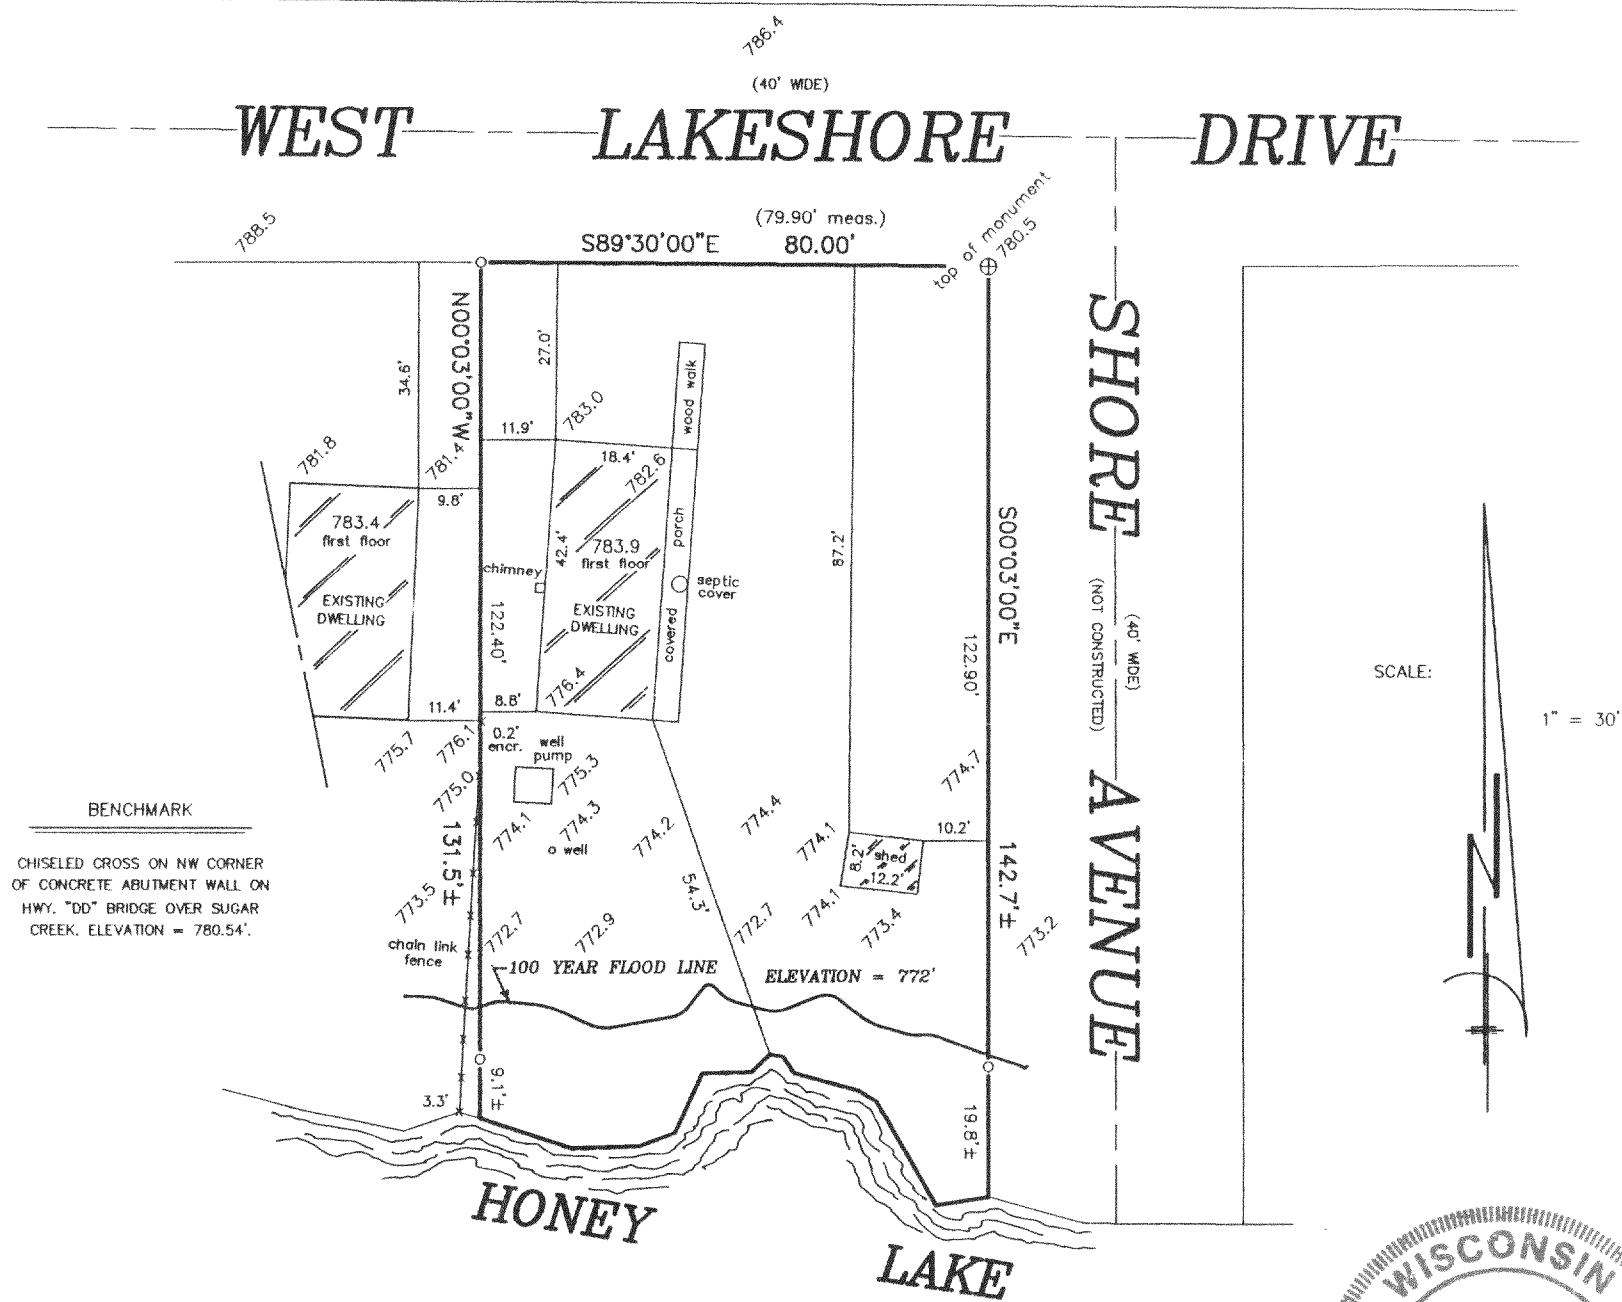 786.4
(40' WIDE)
WEST LAKESHORE DRIVE
788.5
(79.90' meas.)
S89°30'00"E 80.00'
top of monument
780.5
N00°03'00"W
34.6'
27.0'
wood walk
SHORE
11.9'
783.0
781.8
781.4
9.8'
18.4'
782.6
783.4
first floor
EXISTING
DWELLING
chimney
42.4'
783.9
first floor
EXISTING
DWELLING
covered porch
septic
cover
87.2'
S00°03'00"E
(40' WIDE)
(NOT CONSTRUCTED)
122.40'
122.90'
SCALE:
1" = 30'
11.4'
8.8'
776.4
775.7
776.1
0.2'
encr.
well
pump
775.3
775.0
774.1
774.3
o well
774.2
774.4
774.1
774.7
10.2'
8.2'
shed
12.2'
AVENUE
BENCHMARK
CHISELED CROSS ON NW CORNER
OF CONCRETE ABUTMENT WALL ON
HWY. "DD" BRIDGE OVER SUGAR
CREEK. ELEVATION = 780.54'.
131.5'±
142.7'±
54.3'
773.5
772.7
772.9
772.7
774.1
773.4
773.2
chain link
fence
100 YEAR FLOOD LINE ELEVATION = 772'
N
3.3'
9.1'±
19.8'±
HONEY
LAKE
WISCONSIN